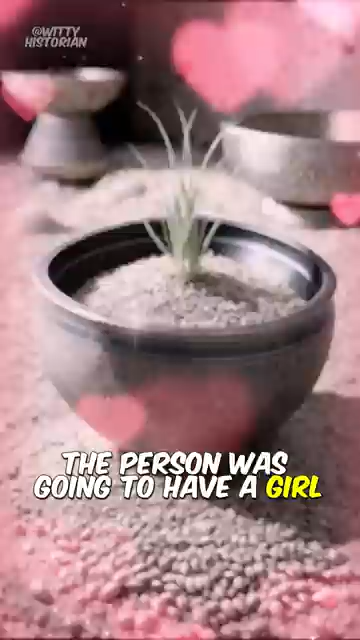 @WITTY
HISTORIAN
THE PERSON WAS
GOING TO HAVE A GIRL